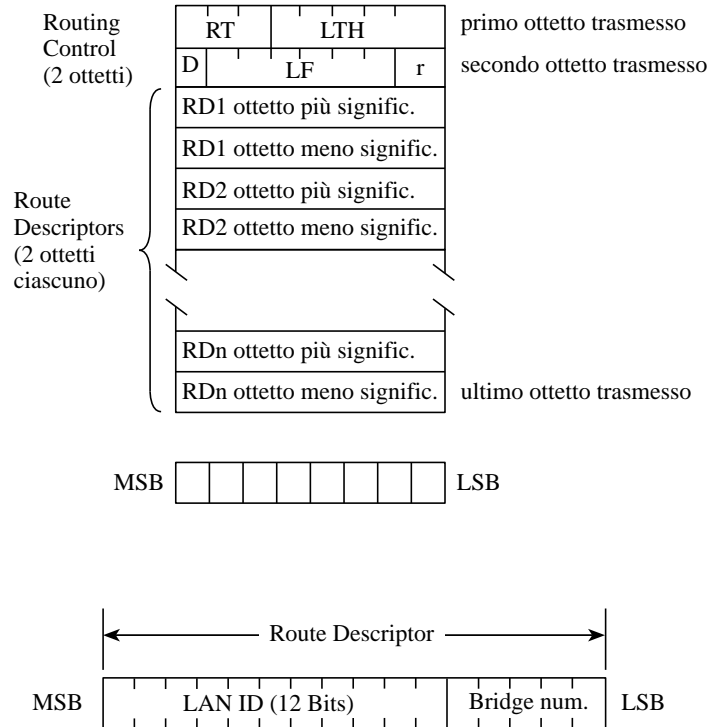 Routing
Control
(2 ottetti)
RT LTH
primo ottetto trasmesso
D LF r
secondo ottetto trasmesso
RD1 ottetto più signific.
RD1 ottetto meno signific.
RD2 ottetto più signific.
RD2 ottetto meno signific.
Route
Descriptors
(2 ottetti
ciascuno)
RDn ottetto più signific.
RDn ottetto meno signific.
ultimo ottetto trasmesso
MSB LSB
Route Descriptor
MSB LAN ID (12 Bits) Bridge num. LSB